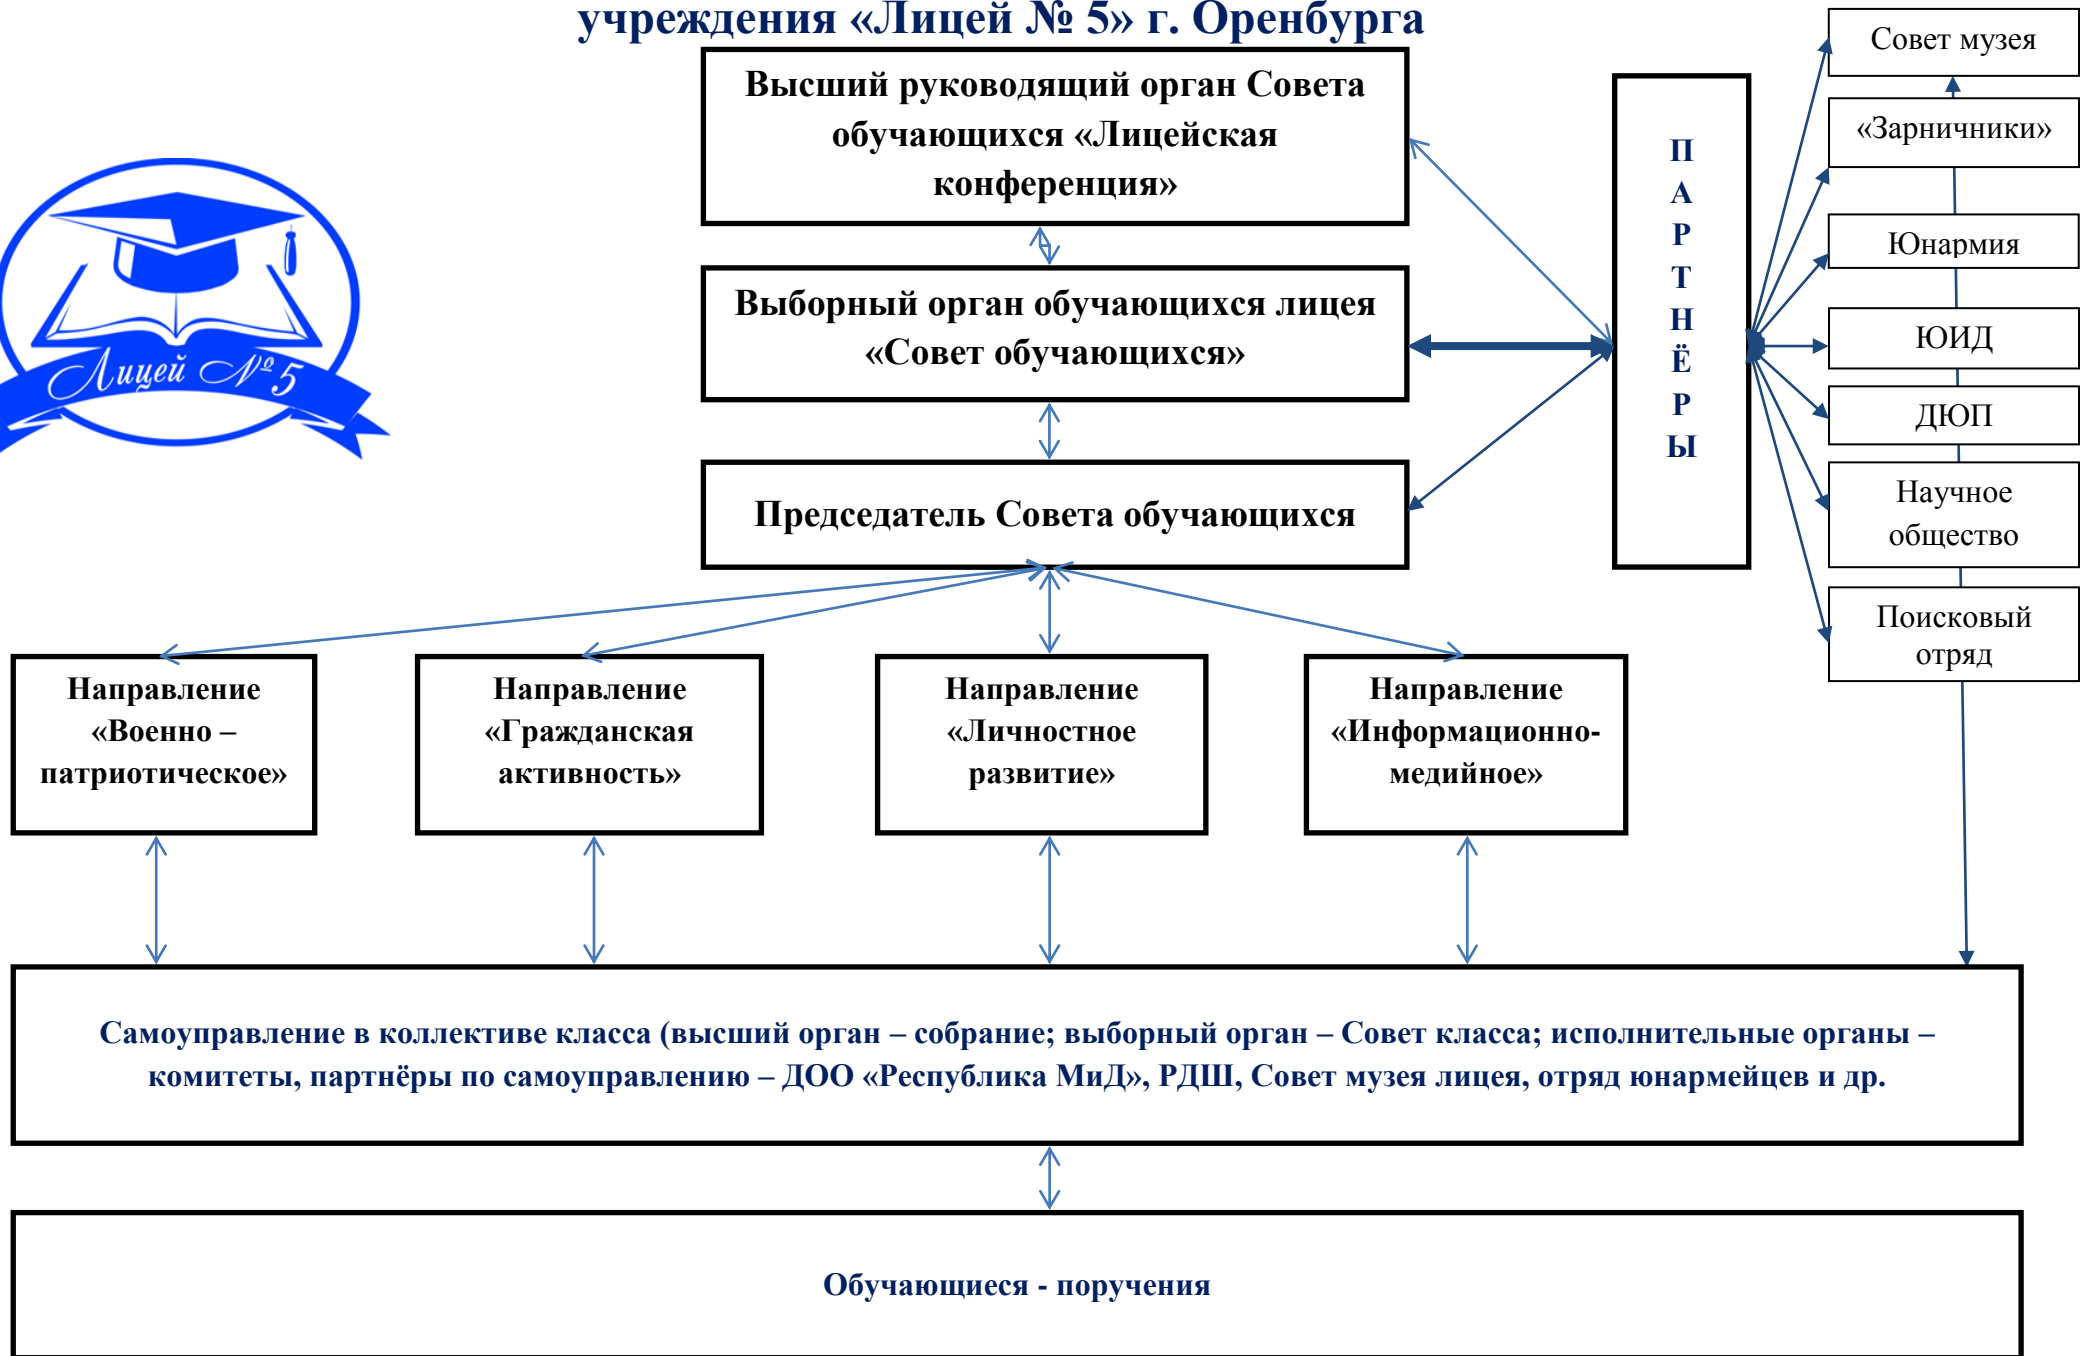 учреждения «Лицей № 5» г. Оренбурга
Высший руководящий орган Совета
обучающихся «Лицейская
конференция»
Выборный орган обучающихся лицея
«Совет обучающихся»
Председатель Совета обучающихся
П
А
Р
Т
Н
Ё
Р
Ы
Совет музея
«Зарничники»
Юнармия
ЮИД
ДЮП
Научное
общество
Поисковый
отряд
Лицей №5
Направление
«Военно –
патриотическое»
Направление
«Гражданская
активность»
Направление
«Личностное
развитие»
Направление
«Информационно-
медийное»
Самоуправление в коллективе класса (высший орган – собрание; выборный орган – Совет класса; исполнительные органы –
комитеты, партнёры по самоуправлению – ДОО «Республика МиД», РДШ, Совет музея лицея, отряд юнармейцев и др.
Обучающиеся - поручения